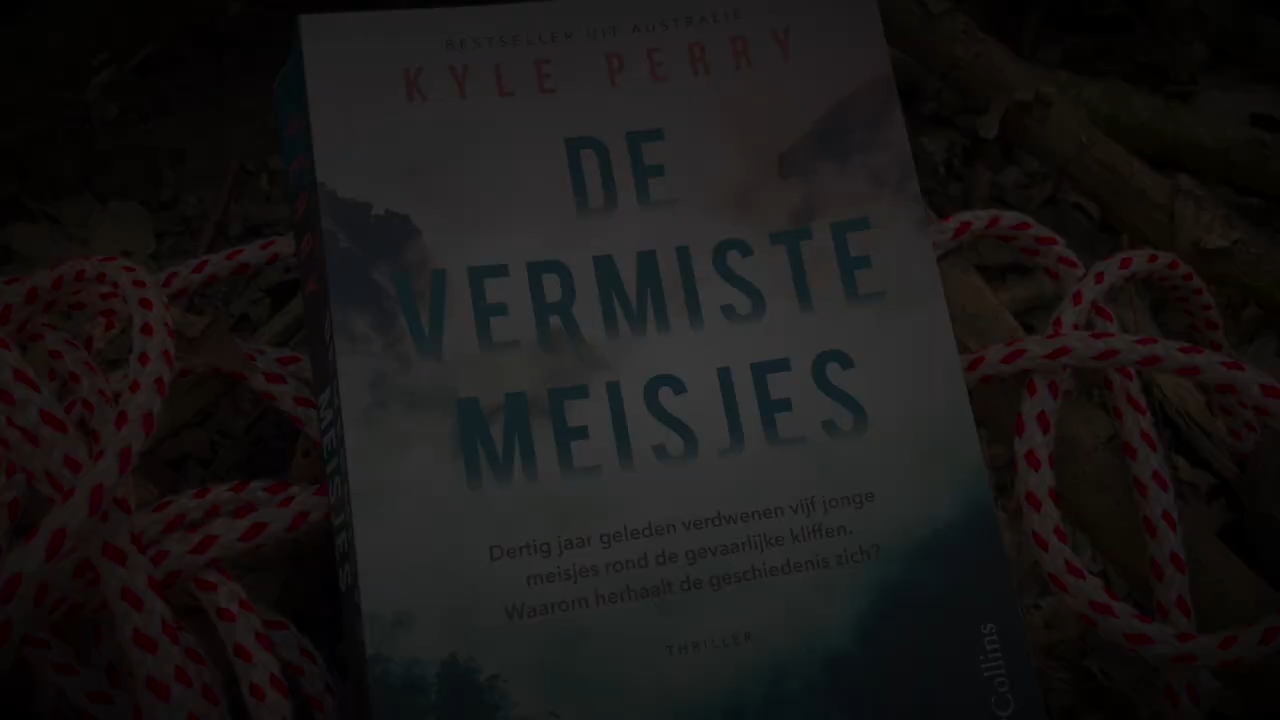 BESTSELLER UIT AUSTRALIË
KYLE PERRY
DE
VERMISTE
MEISJES
Dertig jaar geleden verdwenen vijf jonge
meisjes rond de gevaarlijke kliffen.
Waarom herhaalt de geschiedenis zich?
THRILLER
Collins
MEISJES